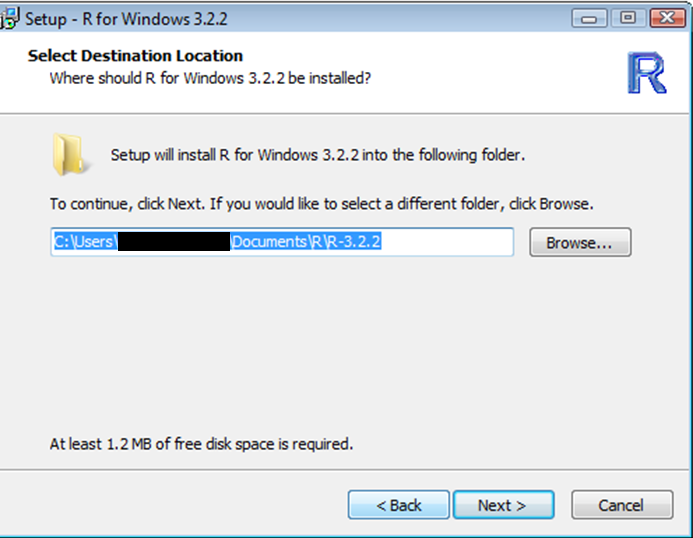 Setup - R for Windows 3.2.2
Select Destination Location
Where should R for Windows 3.2.2 be installed?
R
Setup will install R for Windows 3.2.2 into the following folder.
To continue, click Next. If you would like to select a different folder, click Browse.
C:\Users\ \Documents\R\R-3.2.2
Browse...
At least 1.2 MB of free disk space is required.
< Back
Next >
Cancel